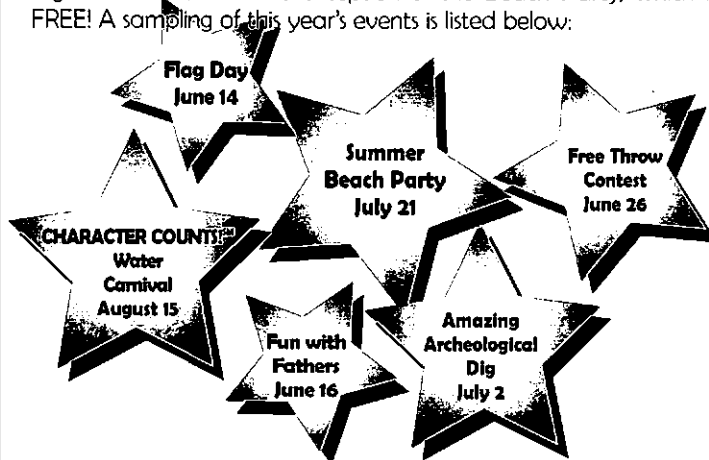 FREE! A sampling of this year's events is listed below:
Flag Day
June 14
Summer
Beach Party
July 21
Free Throw
Contest
June 26
CHARACTER COUNTS!℠
Water
Carnival
August 15
Fun with
Fathers
June 16
Amazing
Archeological
Dig
July 2